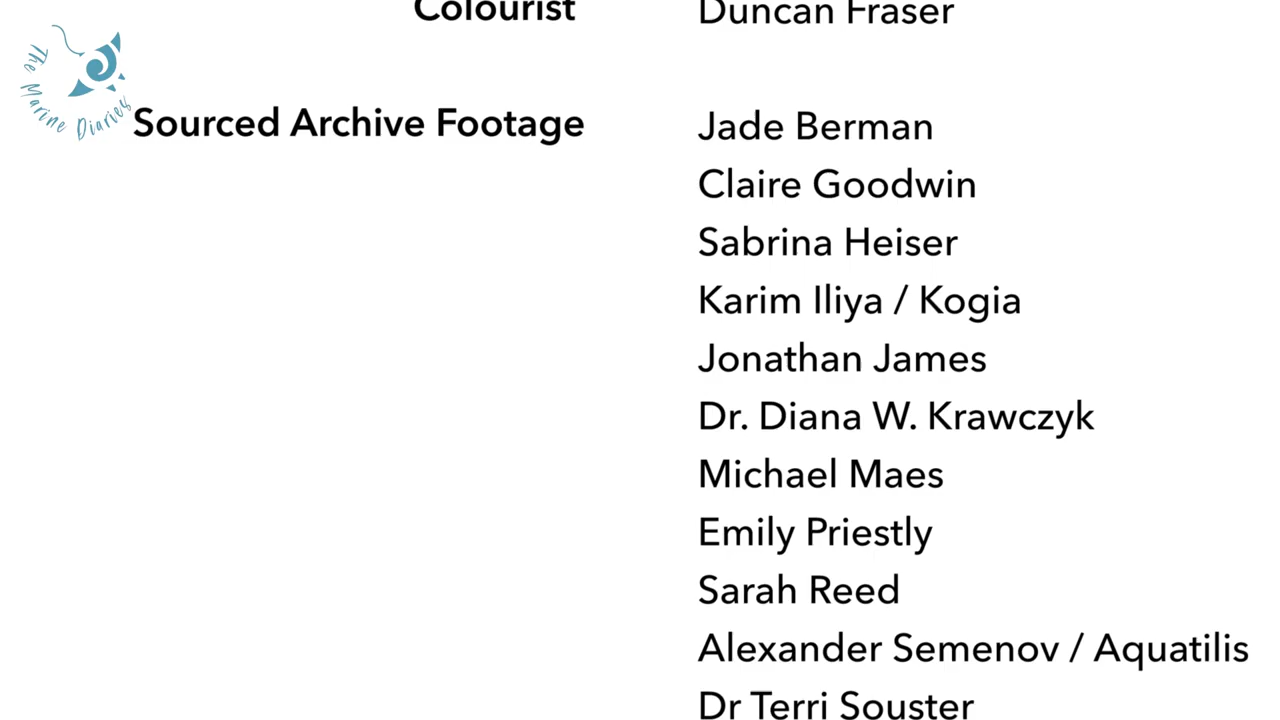 Colourist Duncan Fraser
The Marine Diaries
Sourced Archive Footage Jade Berman
Claire Goodwin
Sabrina Heiser
Karim Iliya / Kogia
Jonathan James
Dr. Diana W. Krawczyk
Michael Maes
Emily Priestly
Sarah Reed
Alexander Semenov / Aquatilis
Dr Terri Souster